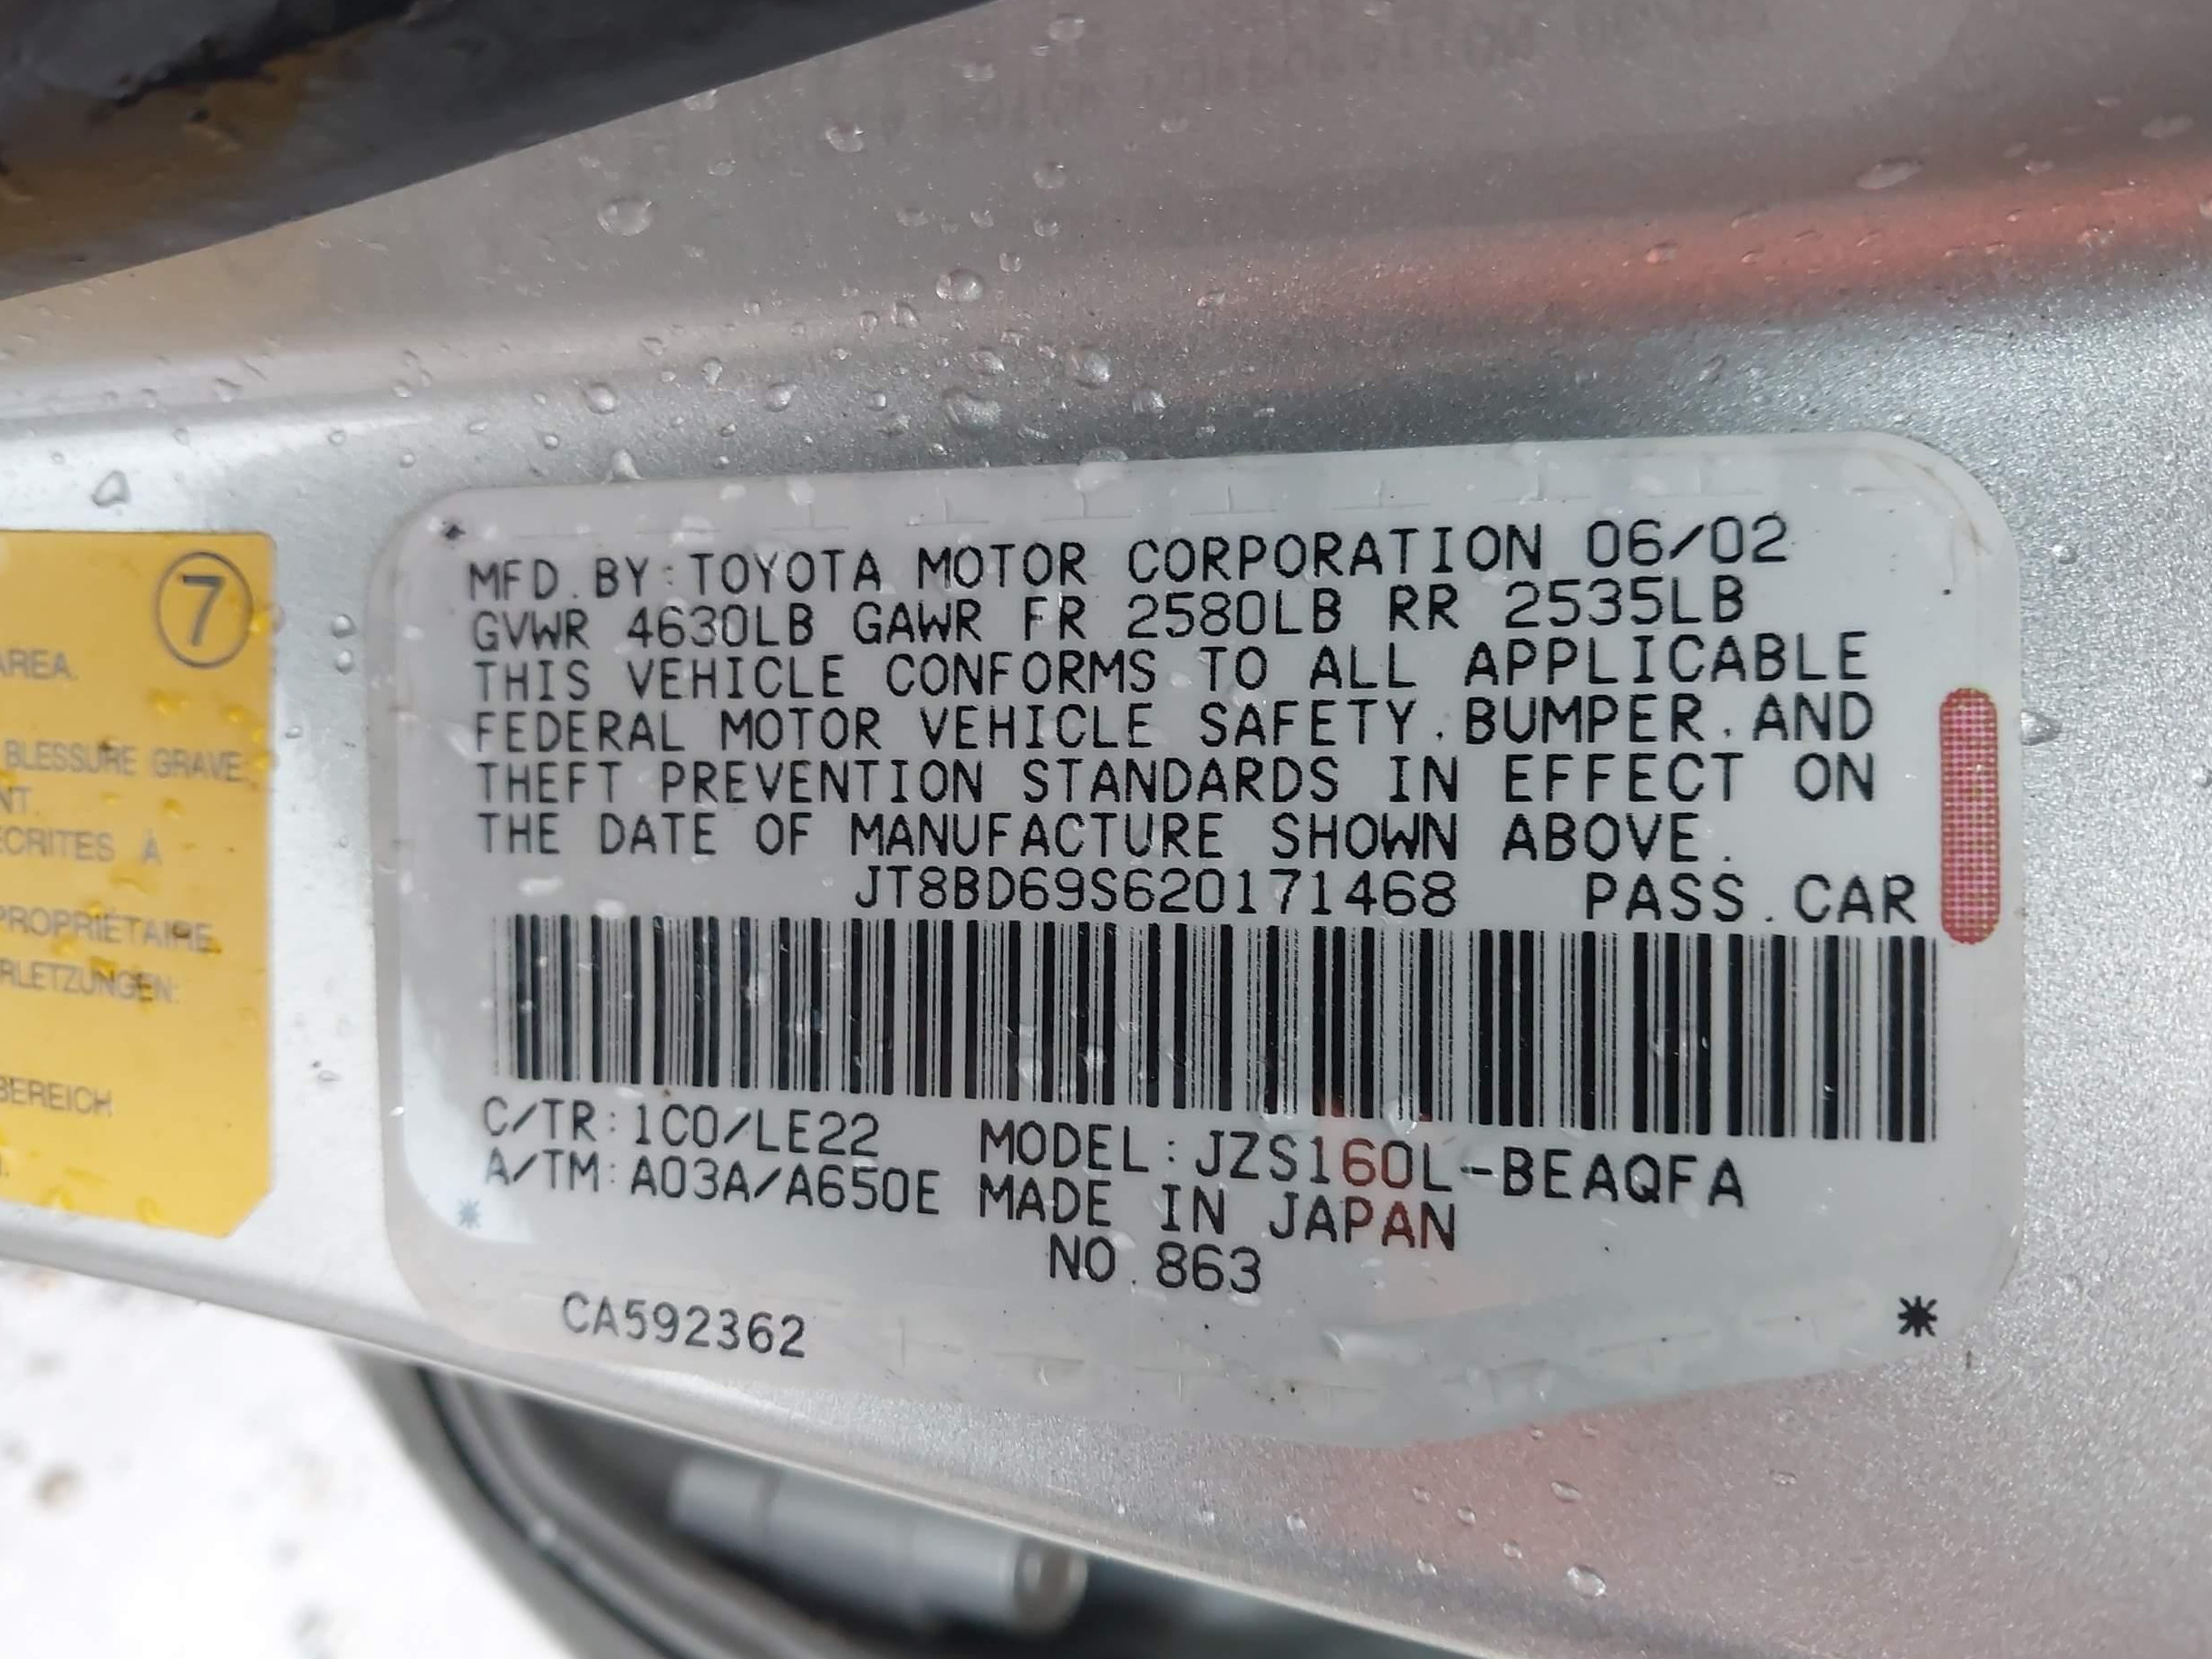 7
AREA.
BLESSURE GRAVE
NT.
ECRITES À
PROPRIÉTAIRE.
RLETZUNGEN:
BEREICH
MFD.BY:TOYOTA MOTOR CORPORATION 06/02
GVWR 4630LB GAWR FR 2580LB RR 2535LB
THIS VEHICLE CONFORMS TO ALL APPLICABLE
FEDERAL MOTOR VEHICLE SAFETY.BUMPER.AND
THEFT PREVENTION STANDARDS IN EFFECT ON
THE DATE OF MANUFACTURE SHOWN ABOVE.
JT8BD69S620171468 PASS.CAR
C/TR:1C0/LE22 MODEL:JZS160L-BEAQFA
A/TM:A03A/A650E MADE IN JAPAN
NO.863
CA592362